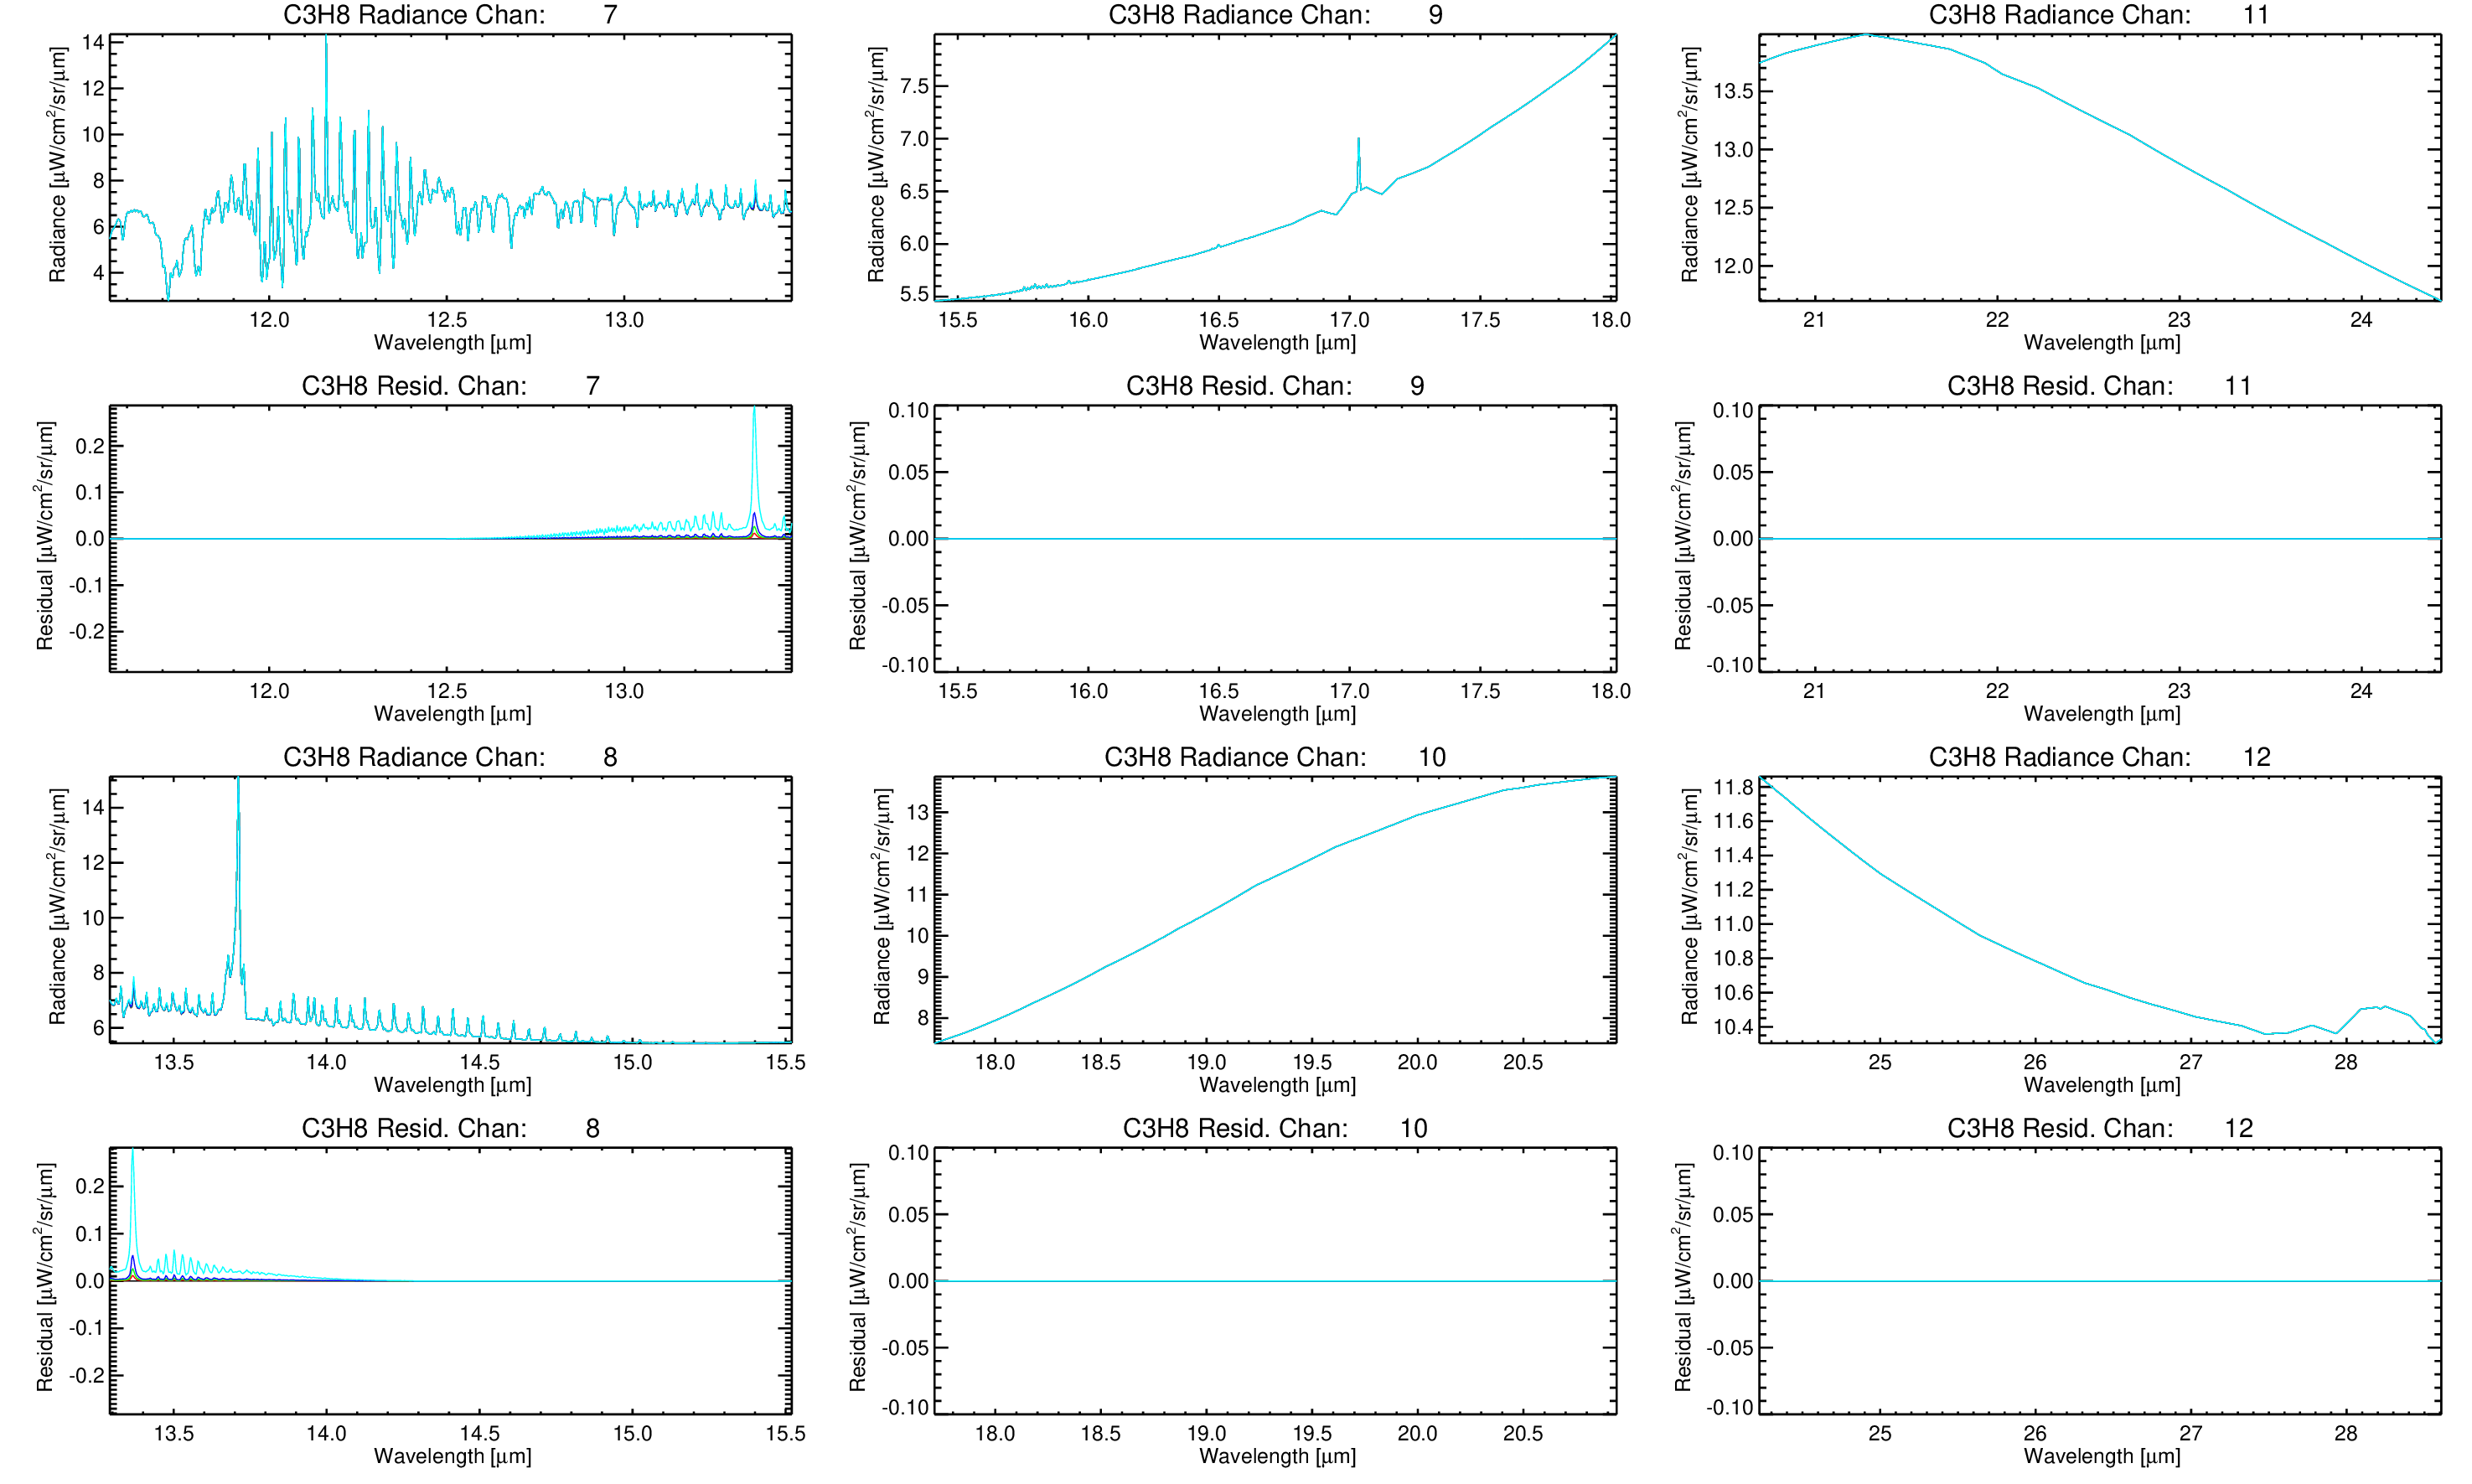 C3H8 Radiance Chan: 7
Radiance [μW/cm²/sr/μm]
14
12
10
8
6
4
12.0 12.5 13.0
Wavelength [μm]
C3H8 Radiance Chan: 9
Radiance [μW/cm²/sr/μm]
7.5
7.0
6.5
6.0
5.5
15.5 16.0 16.5 17.0 17.5 18.0
Wavelength [μm]
C3H8 Radiance Chan: 11
Radiance [μW/cm²/sr/μm]
13.5
13.0
12.5
12.0
21 22 23 24
Wavelength [μm]
C3H8 Resid. Chan: 7
Residual [μW/cm²/sr/μm]
0.2
0.1
0.0
-0.1
-0.2
12.0 12.5 13.0
Wavelength [μm]
C3H8 Resid. Chan: 9
Residual [μW/cm²/sr/μm]
0.10
0.05
0.00
-0.05
-0.10
15.5 16.0 16.5 17.0 17.5 18.0
Wavelength [μm]
C3H8 Resid. Chan: 11
Residual [μW/cm²/sr/μm]
0.10
0.05
0.00
-0.05
-0.10
21 22 23 24
Wavelength [μm]
C3H8 Radiance Chan: 8
Radiance [μW/cm²/sr/μm]
14
12
10
8
6
13.5 14.0 14.5 15.0 15.5
Wavelength [μm]
C3H8 Radiance Chan: 10
Radiance [μW/cm²/sr/μm]
13
12
11
10
9
8
18.0 18.5 19.0 19.5 20.0 20.5
Wavelength [μm]
C3H8 Radiance Chan: 12
Radiance [μW/cm²/sr/μm]
11.8
11.6
11.4
11.2
11.0
10.8
10.6
10.4
25 26 27 28
Wavelength [μm]
C3H8 Resid. Chan: 8
Residual [μW/cm²/sr/μm]
0.2
0.1
0.0
-0.1
-0.2
13.5 14.0 14.5 15.0 15.5
Wavelength [μm]
C3H8 Resid. Chan: 10
Residual [μW/cm²/sr/μm]
0.10
0.05
0.00
-0.05
-0.10
18.0 18.5 19.0 19.5 20.0 20.5
Wavelength [μm]
C3H8 Resid. Chan: 12
Residual [μW/cm²/sr/μm]
0.10
0.05
0.00
-0.05
-0.10
25 26 27 28
Wavelength [μm]